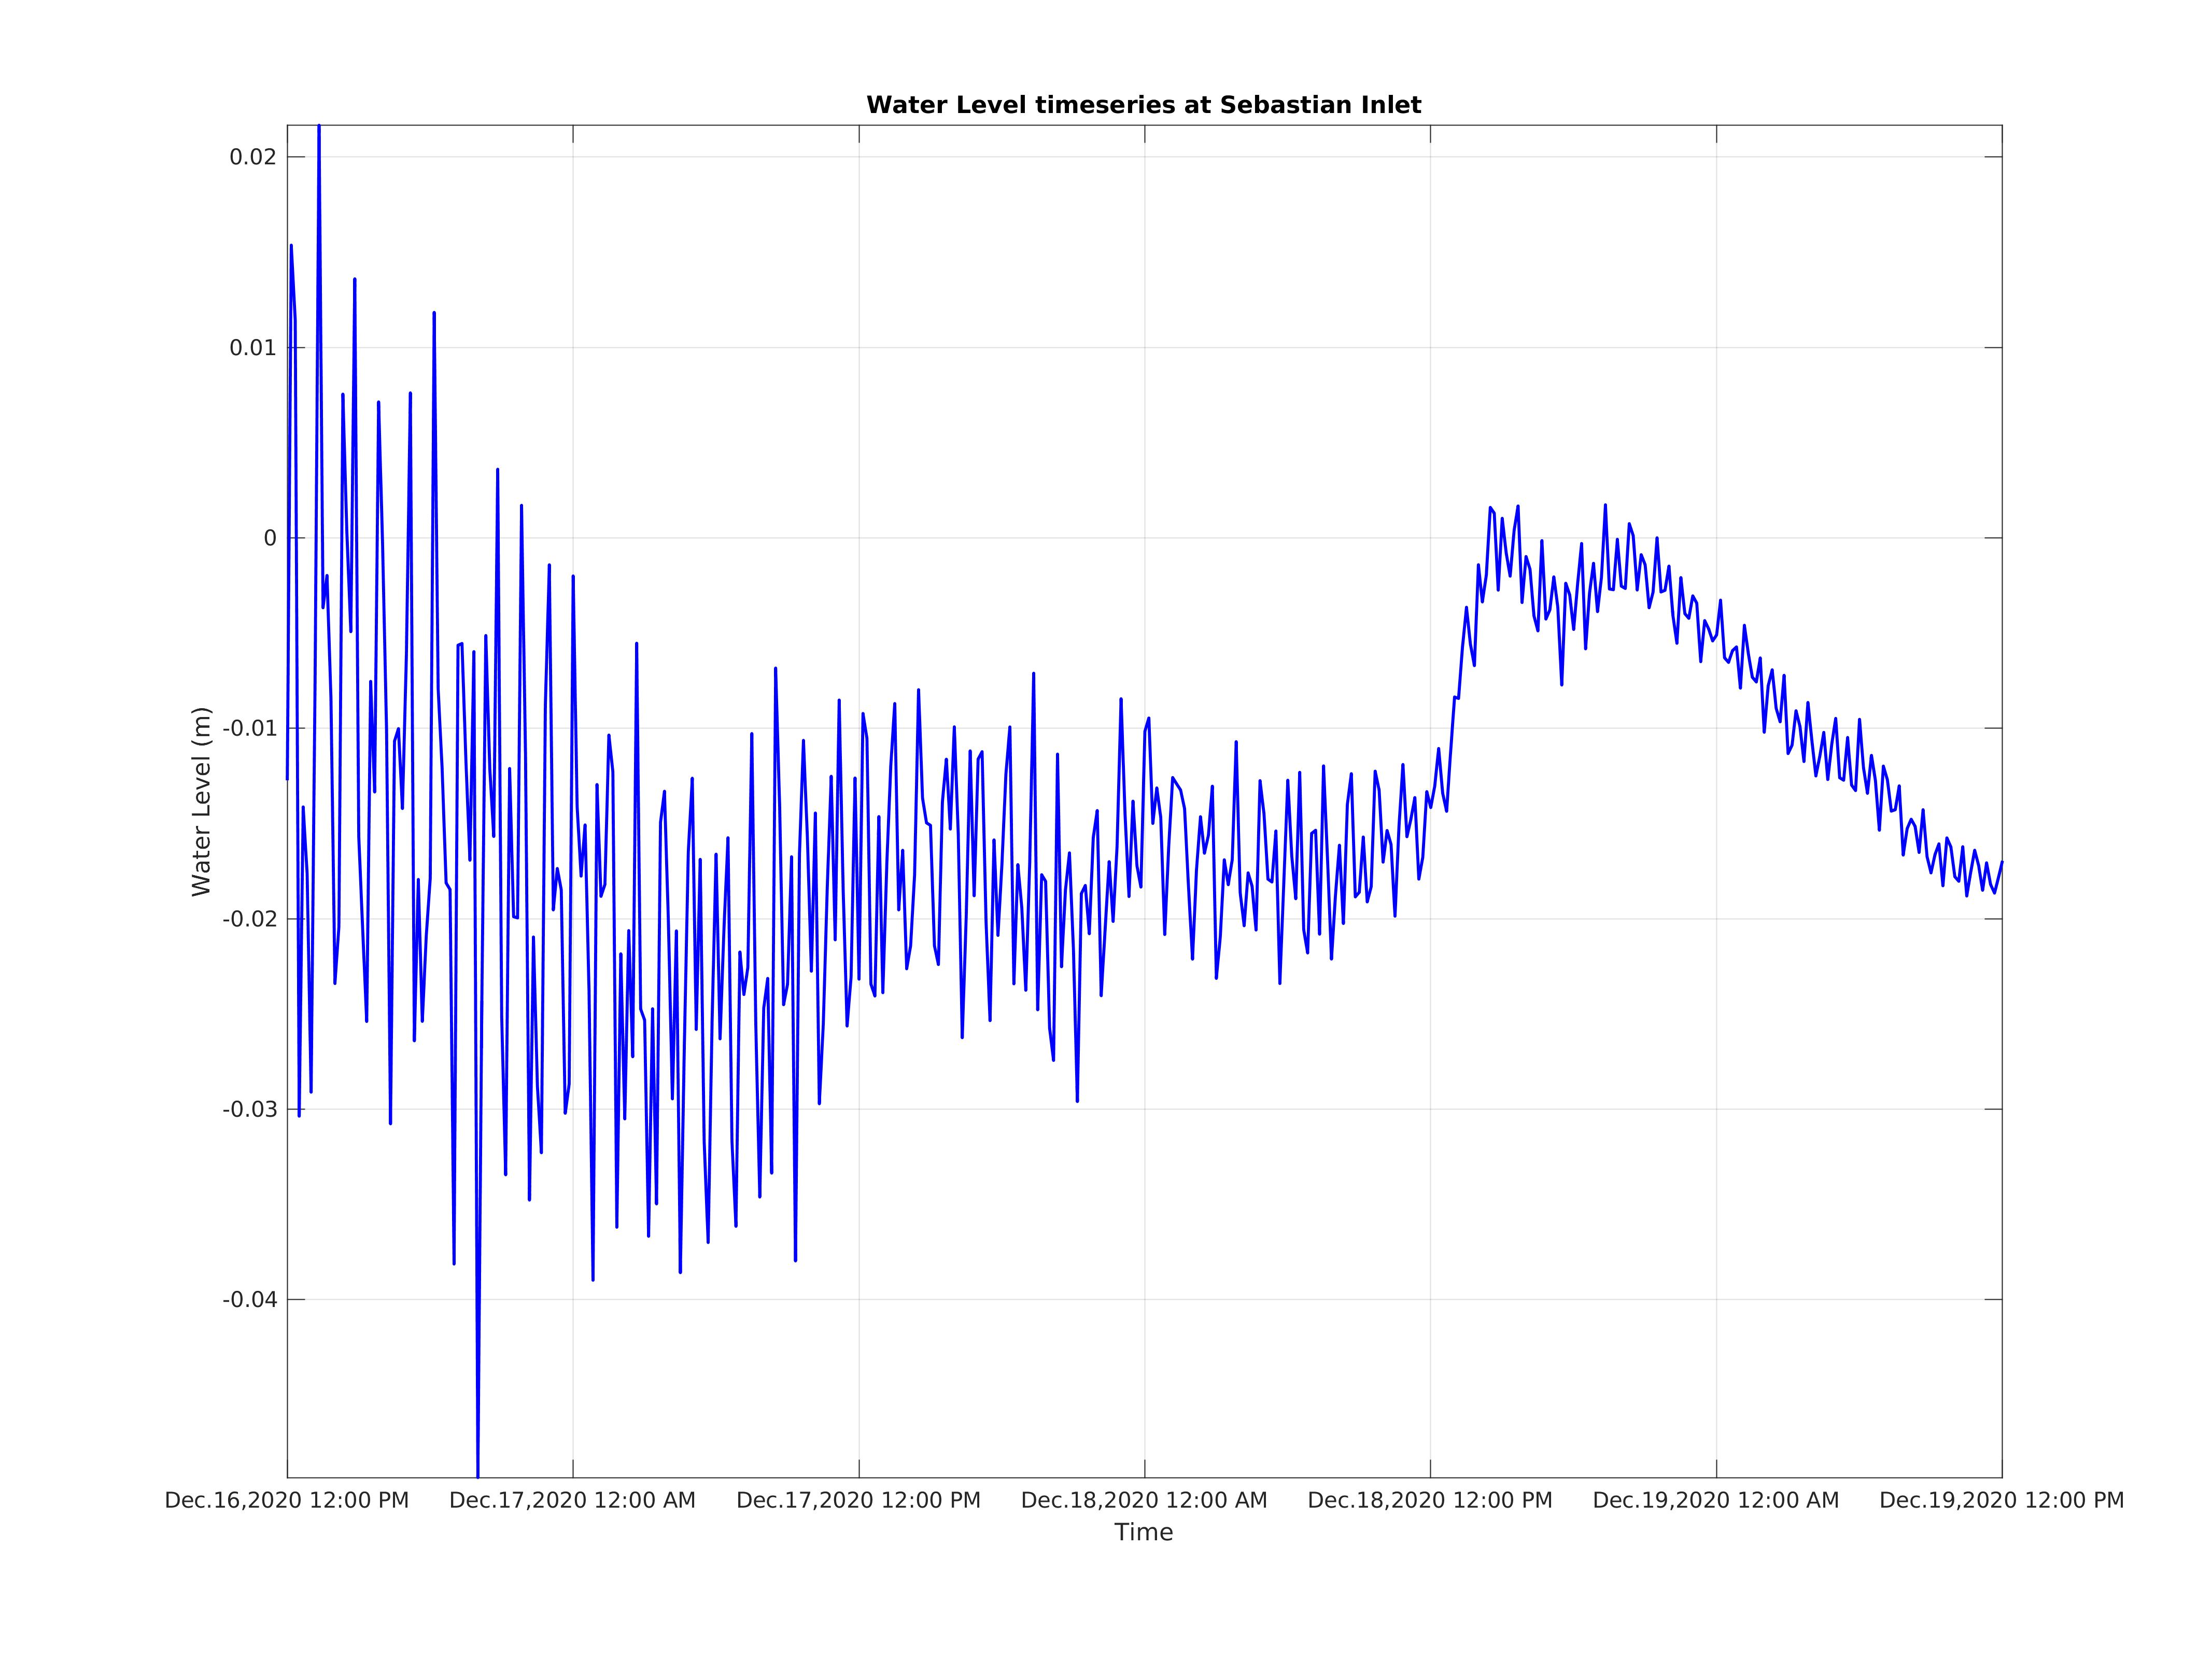 Water Level timeseries at Sebastian Inlet
0.02
0.01
0
-0.01
-0.02
-0.03
-0.04
Water Level (m)
Dec.16,2020 12:00 PM Dec.17,2020 12:00 AM Dec.17,2020 12:00 PM Dec.18,2020 12:00 AM Dec.18,2020 12:00 PM Dec.19,2020 12:00 AM Dec.19,2020 12:00 PM
Time